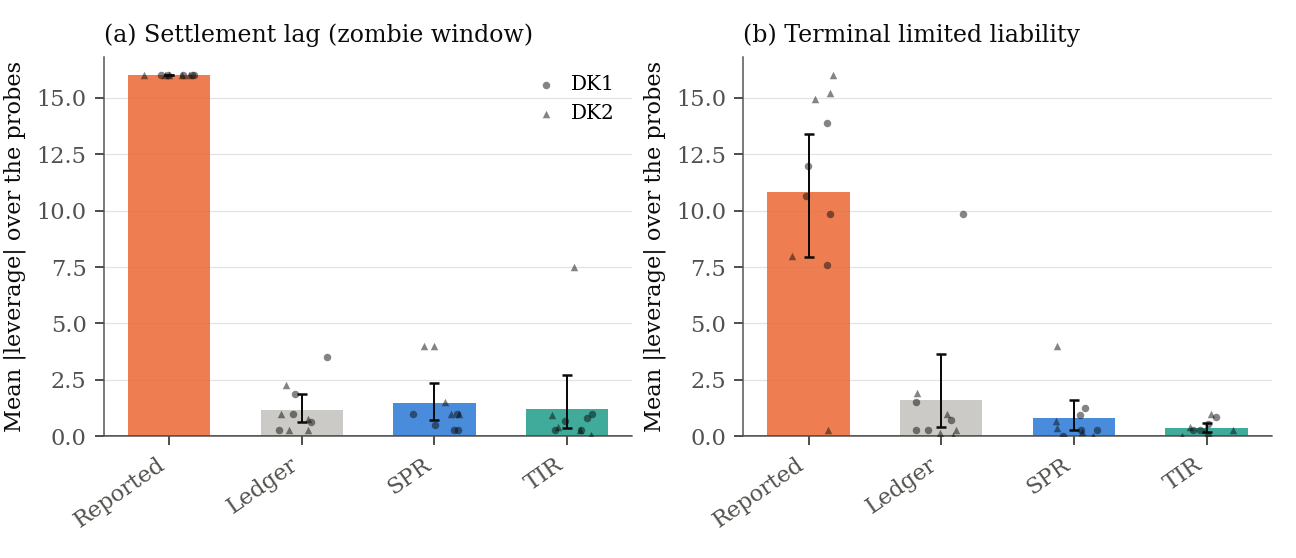 (a) Settlement lag (zombie window)
Mean |leverage| over the probes
15.0
12.5
10.0
7.5
5.0
2.5
0.0
DK1
DK2
Reported
Ledger
SPR
TIR
(b) Terminal limited liability
Mean |leverage| over the probes
15.0
12.5
10.0
7.5
5.0
2.5
0.0
Reported
Ledger
SPR
TIR